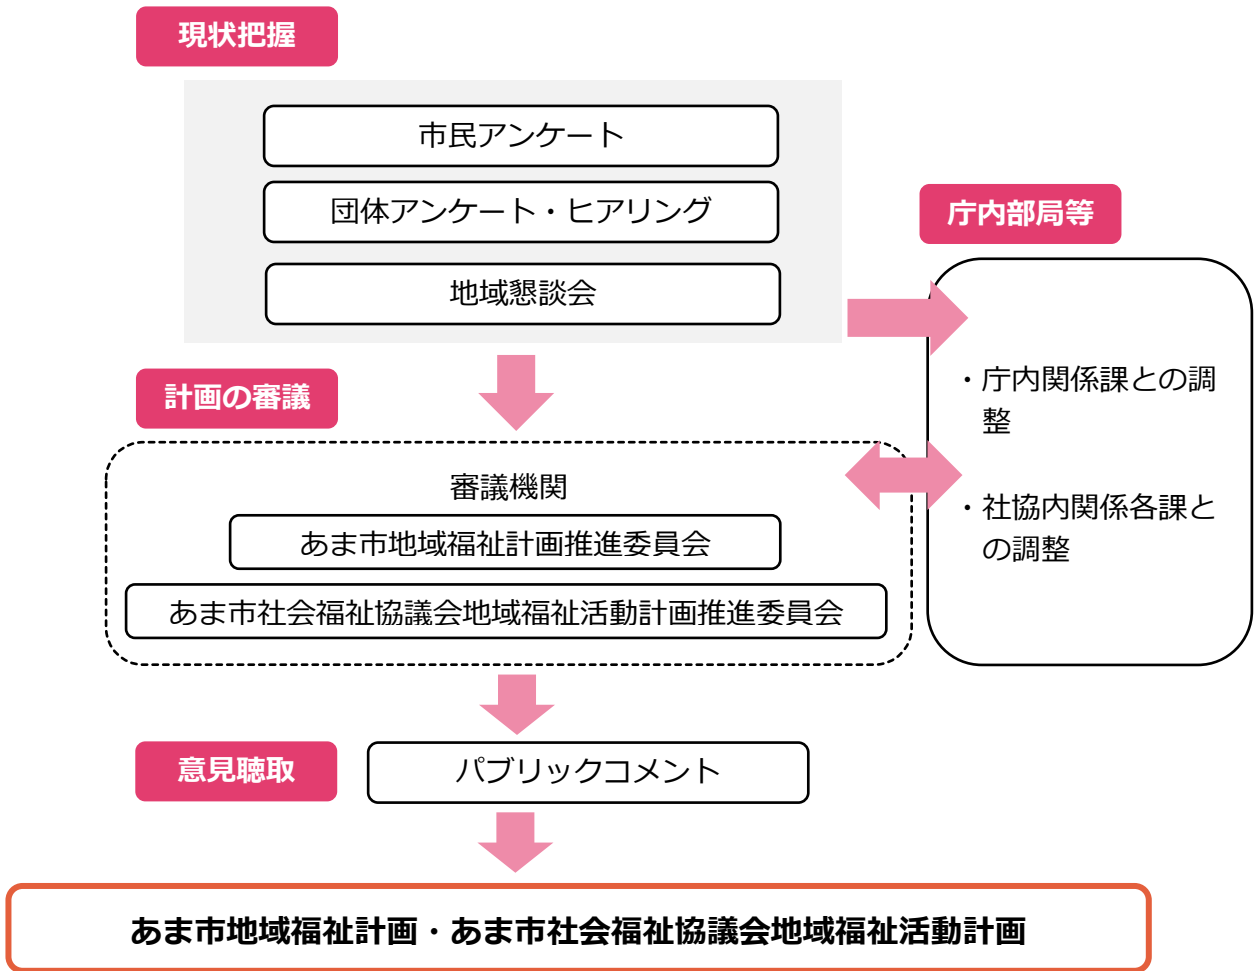 現状把握
市民アンケート
団体アンケート・ヒアリング
地域懇談会
庁内部局等
・庁内関係課との調
整
・社協内関係各課と
の調整
計画の審議
審議機関
あま市地域福祉計画推進委員会
あま市社会福祉協議会地域福祉活動計画推進委員会
意見聴取
パブリックコメント
あま市地域福祉計画・あま市社会福祉協議会地域福祉活動計画